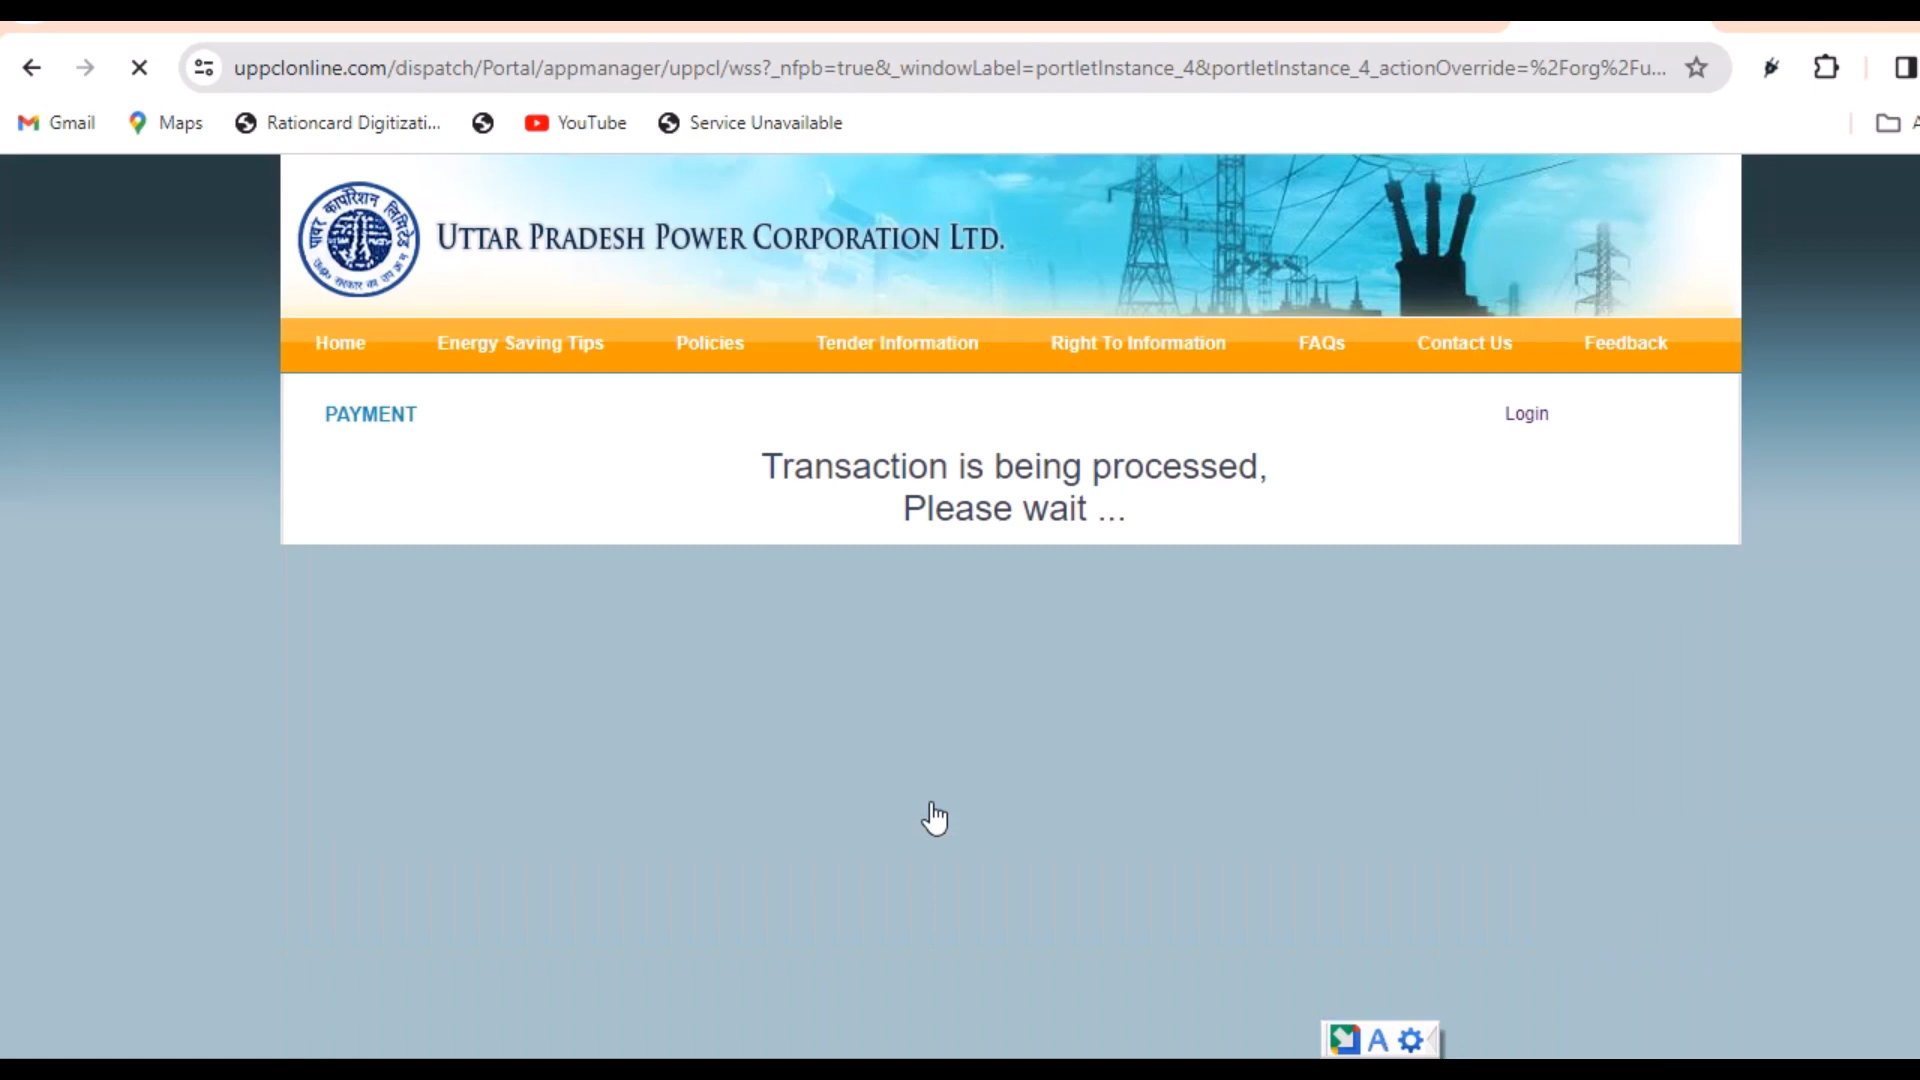 uppclonline.com/dispatch/Portal/appmanager/uppcl/wss?_nfpb=true&_windowLabel=portletInstance_4&portletInstance_4_actionOverride=%2Forg%2Fu...
Gmail Maps Rationcard Digitizati... YouTube Service Unavailable
पावर कार्पोरेशन लिमिटेड
UTTAR PRADESH POWER CORPORATION LTD.
Home Energy Saving Tips Policies Tender Information Right To Information FAQs Contact Us Feedback
PAYMENT Login
Transaction is being processed,
Please wait ...
A